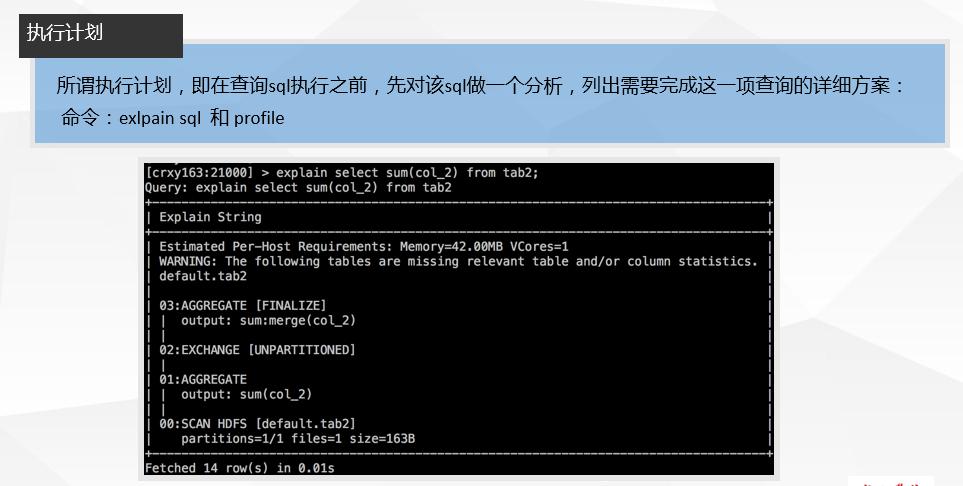 执行计划
所谓执行计划，即在查询sql执行之前，先对该sql做一个分析，列出需要完成这一项查询的详细方案：
命令：exlpain sql 和 profile
[crxy163:21000] > explain select sum(col_2) from tab2;
Query: explain select sum(col_2) from tab2
+------------------------------------------------------------------------------------+
| Explain String |
+------------------------------------------------------------------------------------+
| Estimated Per-Host Requirements: Memory=42.00MB VCores=1 |
| WARNING: The following tables are missing relevant table and/or column statistics. |
| default.tab2 |
| |
| 03:AGGREGATE [FINALIZE] |
| | output: sum:merge(col_2) |
| | |
| 02:EXCHANGE [UNPARTITIONED] |
| | |
| 01:AGGREGATE |
| | output: sum(col_2) |
| | |
| 00:SCAN HDFS [default.tab2] |
| partitions=1/1 files=1 size=163B |
+------------------------------------------------------------------------------------+
Fetched 14 row(s) in 0.01s